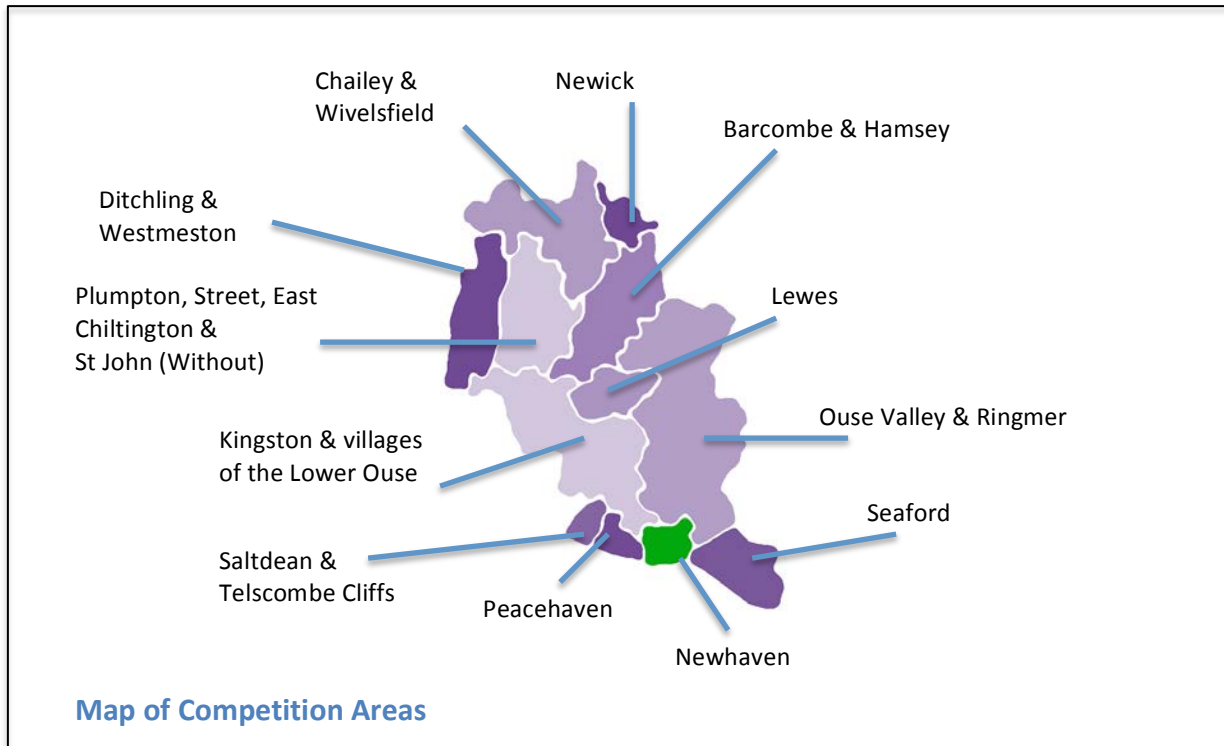 Chailey &
Wivelsfield
Newick
Barcombe & Hamsey
Ditchling &
Westmeston
Plumpton, Street, East
Chiltington &
St John (Without)
Lewes
Kingston & villages
of the Lower Ouse
Ouse Valley & Ringmer
Seaford
Saltdean &
Telscombe Cliffs
Peacehaven
Newhaven
Map of Competition Areas